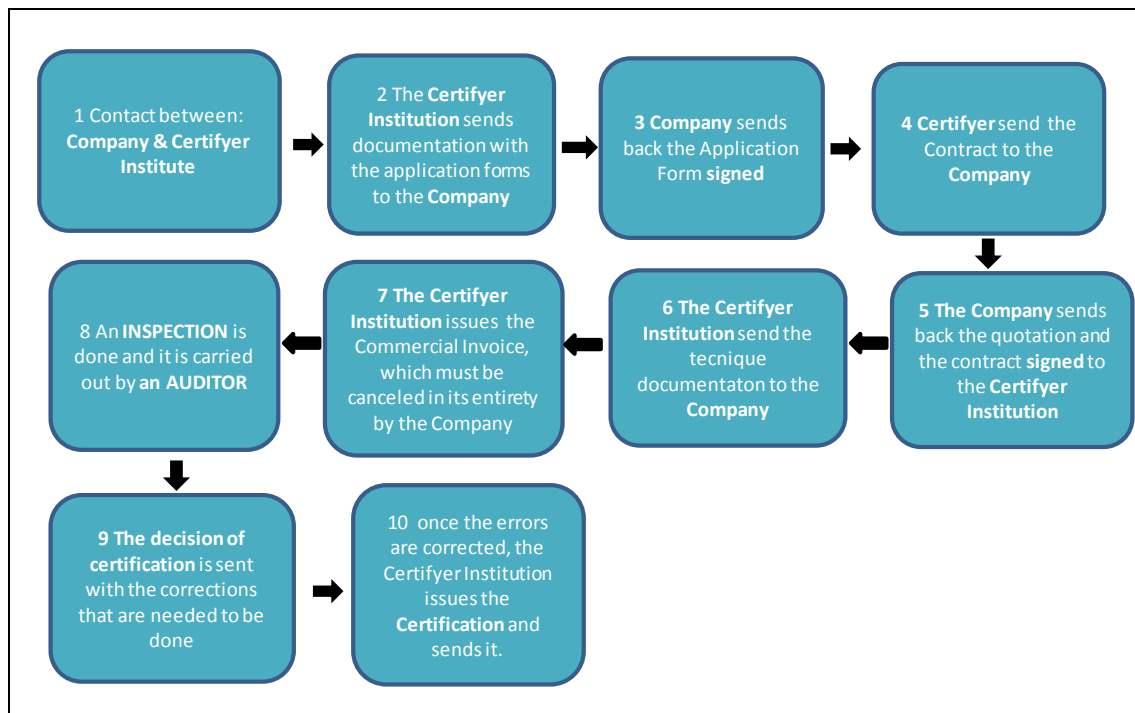 1 Contact between:
Company & Certifyer
Institute
2 The Certifyer
Institution sends
documentation with
the application forms
to the Company
3 Company sends
back the Application
Form signed
4 Certifyer send the
Contract to the
Company
5 The Company sends
back the quotation and
the contract signed to
the Certifyer
Institution
6 The Certifyer
Institution send the
tecnique
documentaton to the
Company
7 The Certifyer
Institution issues the
Commercial Invoice,
which must be
canceled in its entirety
by the Company
8 An INSPECTION is
done and it is carried
out by an AUDITOR
9 The decision of
certification is sent
with the corrections
that are needed to be
done
10 once the errors
are corrected, the
Certifyer Institution
issues the
Certification and
sends it.